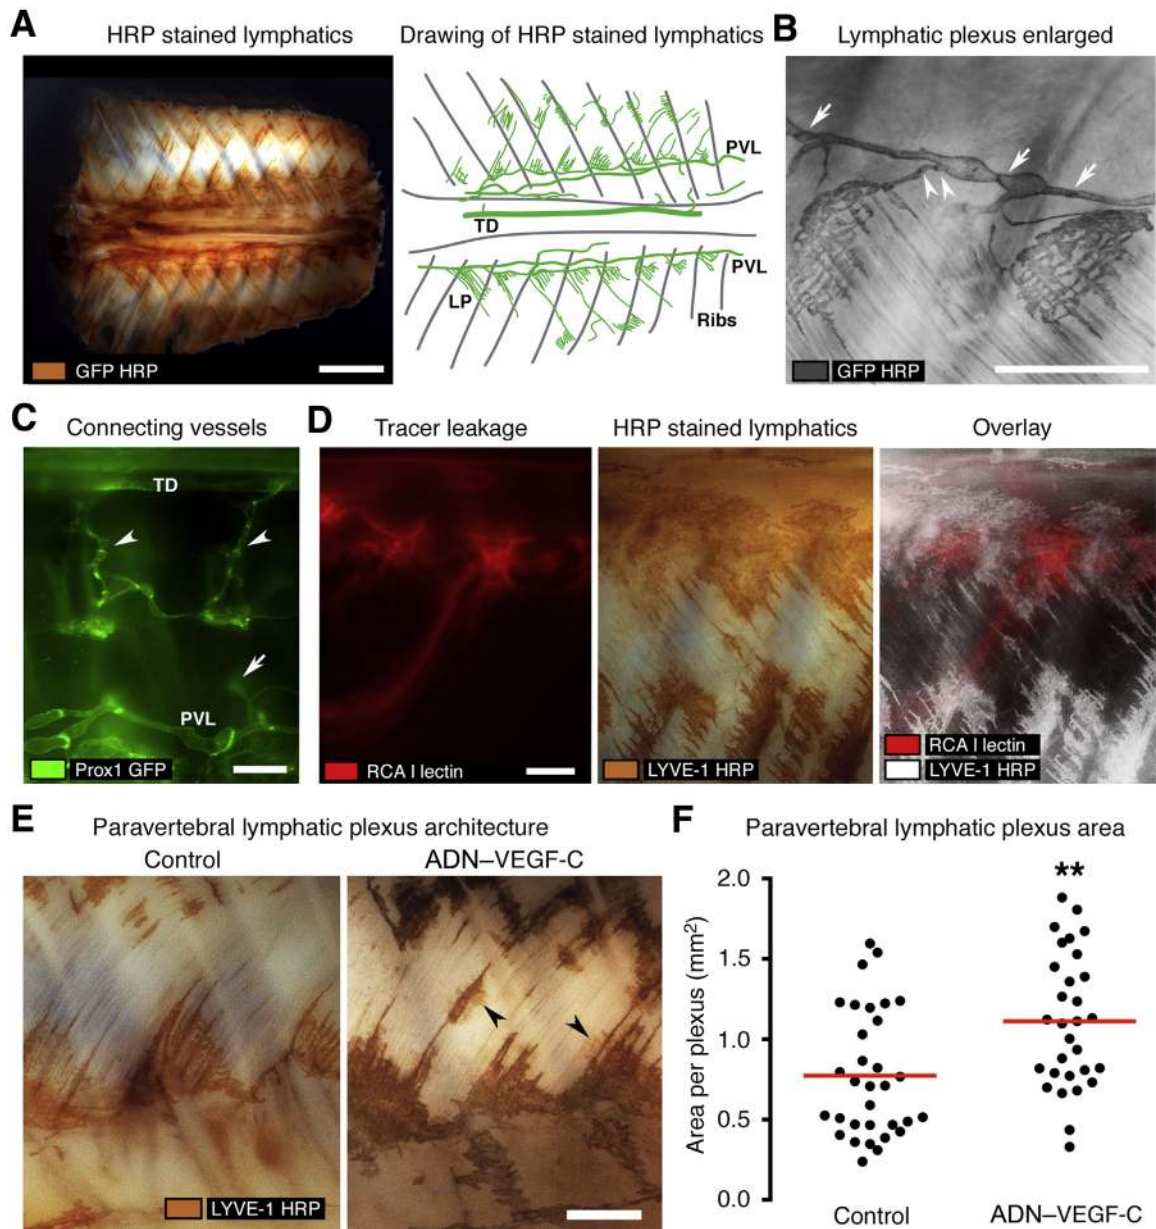 A
HRP stained lymphatics
Drawing of HRP stained lymphatics
PVL
TD
PVL
LP
Ribs
GFP HRP
B
Lymphatic plexus enlarged
GFP HRP
C
Connecting vessels
TD
PVL
Prox1 GFP
D
Tracer leakage
HRP stained lymphatics
Overlay
RCA I lectin
LYVE-1 HRP
RCA I lectin
LYVE-1 HRP
E
Paravertebral lymphatic plexus architecture
Control
ADN–VEGF-C
LYVE-1 HRP
F
Paravertebral lymphatic plexus area
**
2.0
1.5
1.0
0.5
0.0
Area per plexus (mm²)
Control
ADN–VEGF-C